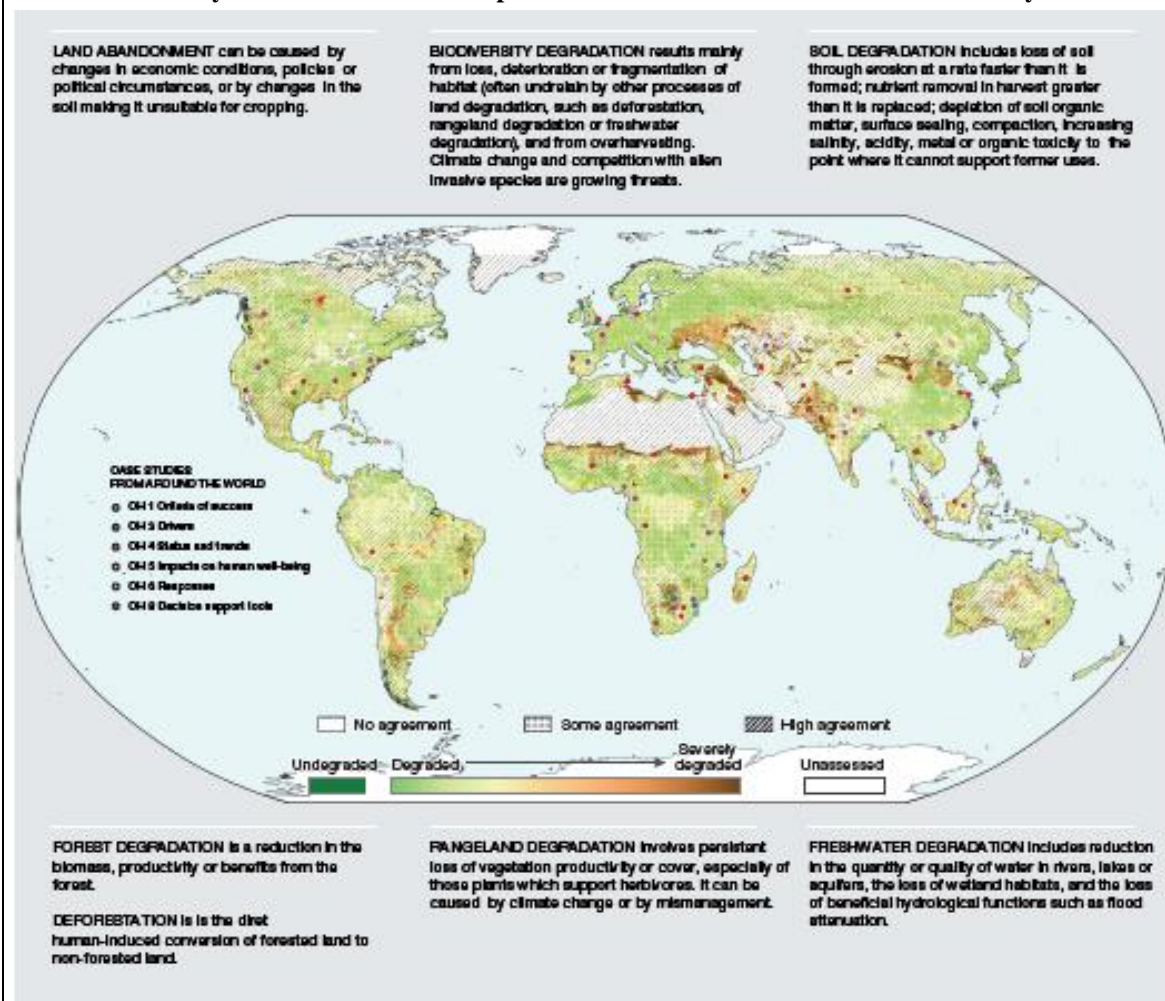 LAND ABANDONMENT can be caused by
changes in economic conditions, policies or
political circumstances, or by changes in the
soil making it unsuitable for cropping.
BIODIVERSITY DEGRADATION results mainly
from loss, deterioration or fragmentation of
habitat (often undrelain by other processes of
land degradation, such as deforestation,
rangeland degradation or freshwater
degradation), and from overharvesting.
Climate change and competition with alien
invasive species are growing threats.
SOIL DEGRADATION includes loss of soil
through erosion at a rate faster than it is
formed; nutrient removal in harvest greater
than it is replaced; depletion of soil organic
matter, surface sealing, compaction, increasing
salinity, acidity, metal or organic toxicity to the
point where it cannot support former uses.
CASE STUDIES
FROM AROUND THE WORLD
CH 1 Criteria of success
CH 3 Drivers
CH 4 Status and trends
CH 5 Impacts on human well-being
CH 6 Responses
CH 8 Decision support tools
No agreement
Some agreement
High agreement
Undegraded
Degraded
Severely
degraded
Unassessed
FOREST DEGRADATION is a reduction in the
biomass, productivity or benefits from the
forest.
DEFORESTATION is is the diret
human-induced conversion of forested land to
non-forested land.
RANGELAND DEGRADATION involves persistent
loss of vegetation productivity or cover, especially of
those plants which support herbivores. It can be
caused by climate change or by mismanagement.
FRESHWATER DEGRADATION includes reduction
in the quantity or quality of water in rivers, lakes or
aquifers, the loss of wetland habitats, and the loss
of beneficial hydrological functions such as flood
attenuation.